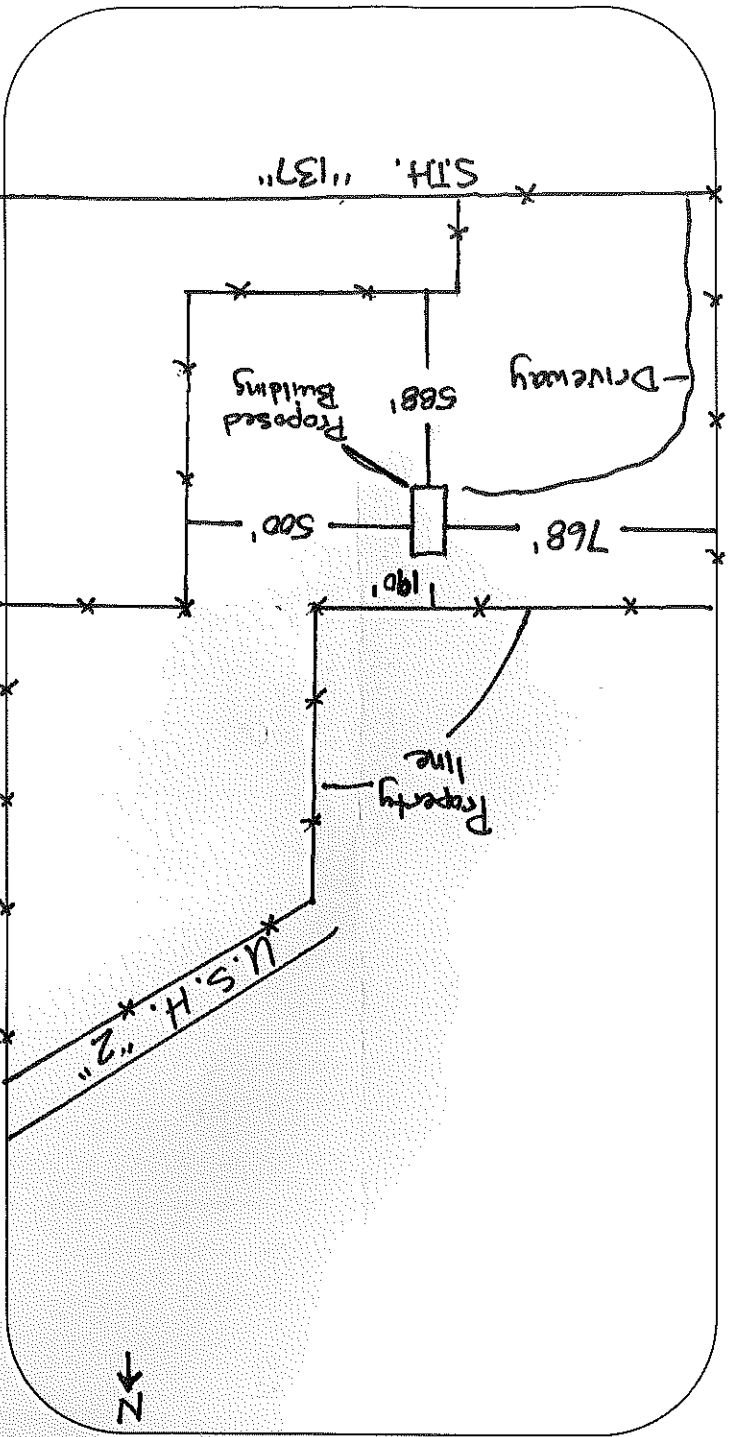 N
U.S.H. "2"
Property
line
190'
768'
500'
Driveway
588'
Proposed
Building
S.T.H. "137"